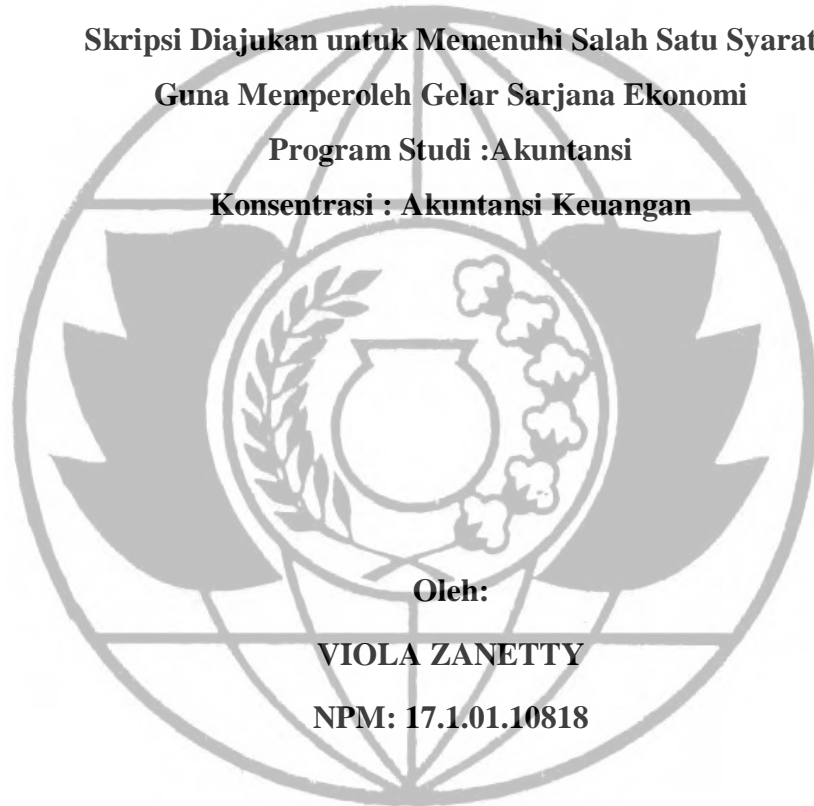 Skripsi Diajukan untuk Memenuhi Salah Satu Syarat
Guna Memperoleh Gelar Sarjana Ekonomi
Program Studi :Akuntansi
Konsentrasi : Akuntansi Keuangan
Oleh:
VIOLA ZANETTY
NPM: 17.1.01.10818